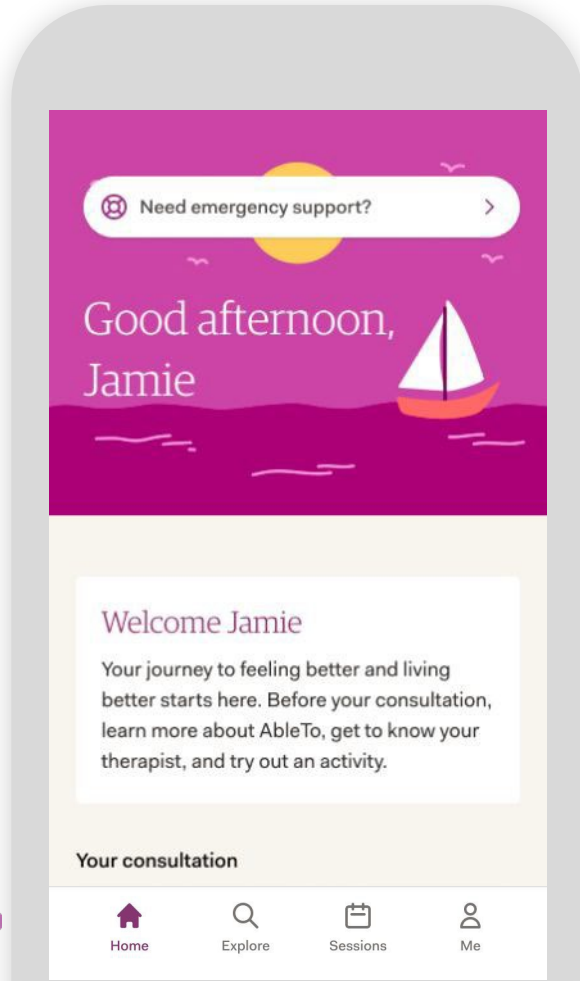 Need emergency support?
Good afternoon,
Jamie
Welcome Jamie
Your journey to feeling better and living
better starts here. Before your consultation,
learn more about AbleTo, get to know your
therapist, and try out an activity.
Your consultation
Home
Explore
Sessions
Me